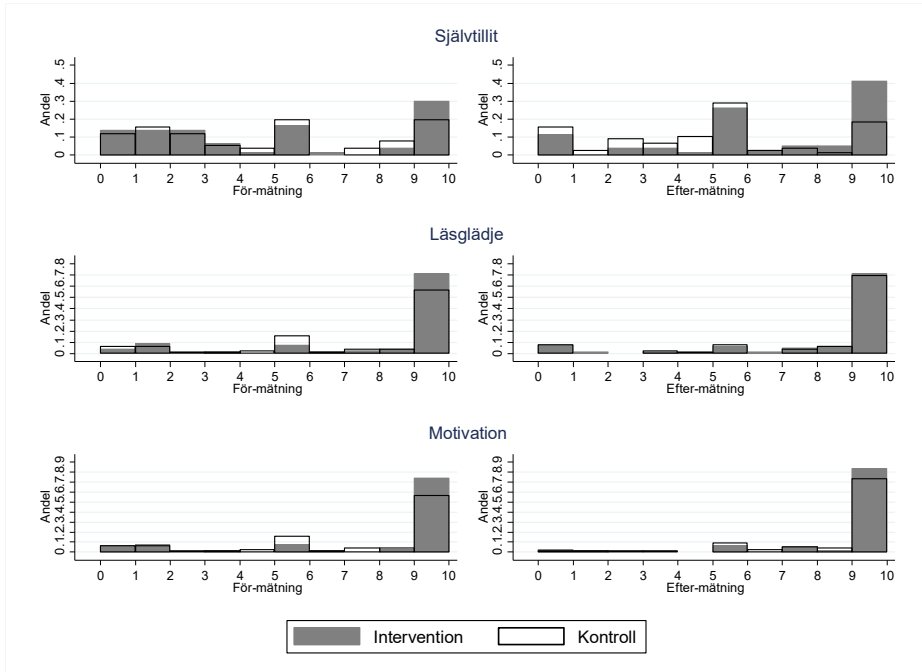 Självtillit
Andel
0 .1 .2 .3 .4 .5
0 1 2 3 4 5 6 7 8 9 10
För-mätning
Andel
0 .1 .2 .3 .4 .5
0 1 2 3 4 5 6 7 8 9 10
Efter-mätning
Läsglädje
Andel
0 .1 .2 .3 .4 .5 .6 .7 .8
0 1 2 3 4 5 6 7 8 9 10
För-mätning
Andel
0 .1 .2 .3 .4 .5 .6 .7 .8
0 1 2 3 4 5 6 7 8 9 10
Efter-mätning
Motivation
Andel
0 .1 .2 .3 .4 .5 .6 .7 .8 .9
0 1 2 3 4 5 6 7 8 9 10
För-mätning
Andel
0 .1 .2 .3 .4 .5 .6 .7 .8 .9
0 1 2 3 4 5 6 7 8 9 10
Efter-mätning
Intervention Kontroll